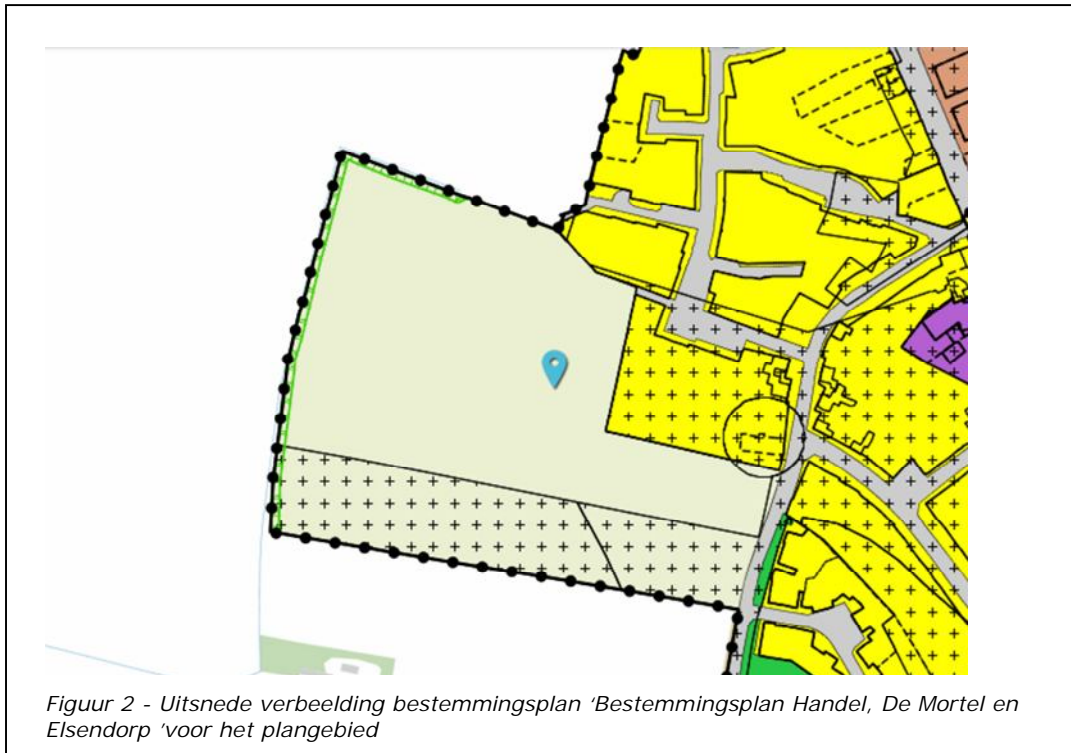 Figuur 2 - Uitsnede verbeelding bestemmingsplan ‘Bestemmingsplan Handel, De Mortel en
Elsendorp ’voor het plangebied